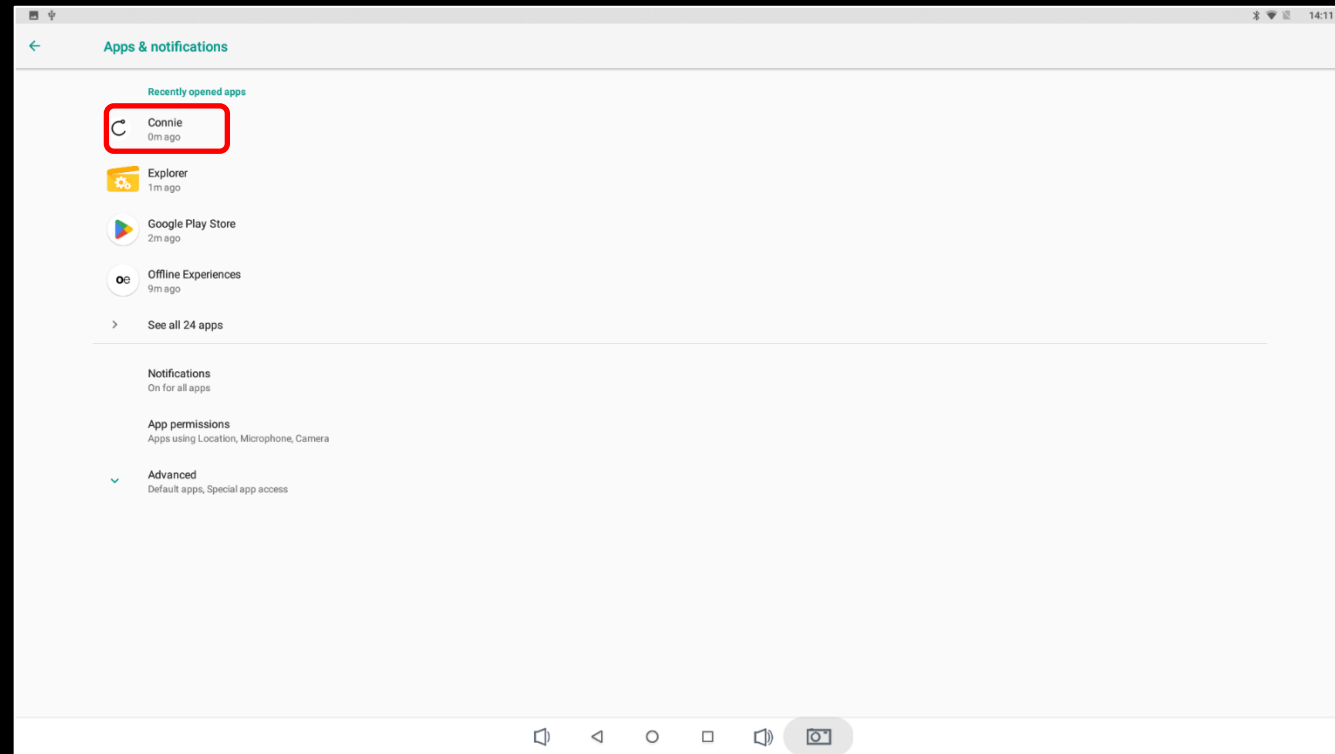 14:11
Apps & notifications
Recently opened apps
Connie
0m ago
Explorer
1m ago
Google Play Store
2m ago
oe
Offline Experiences
9m ago
See all 24 apps
Notifications
On for all apps
App permissions
Apps using Location, Microphone, Camera
Advanced
Default apps, Special app access